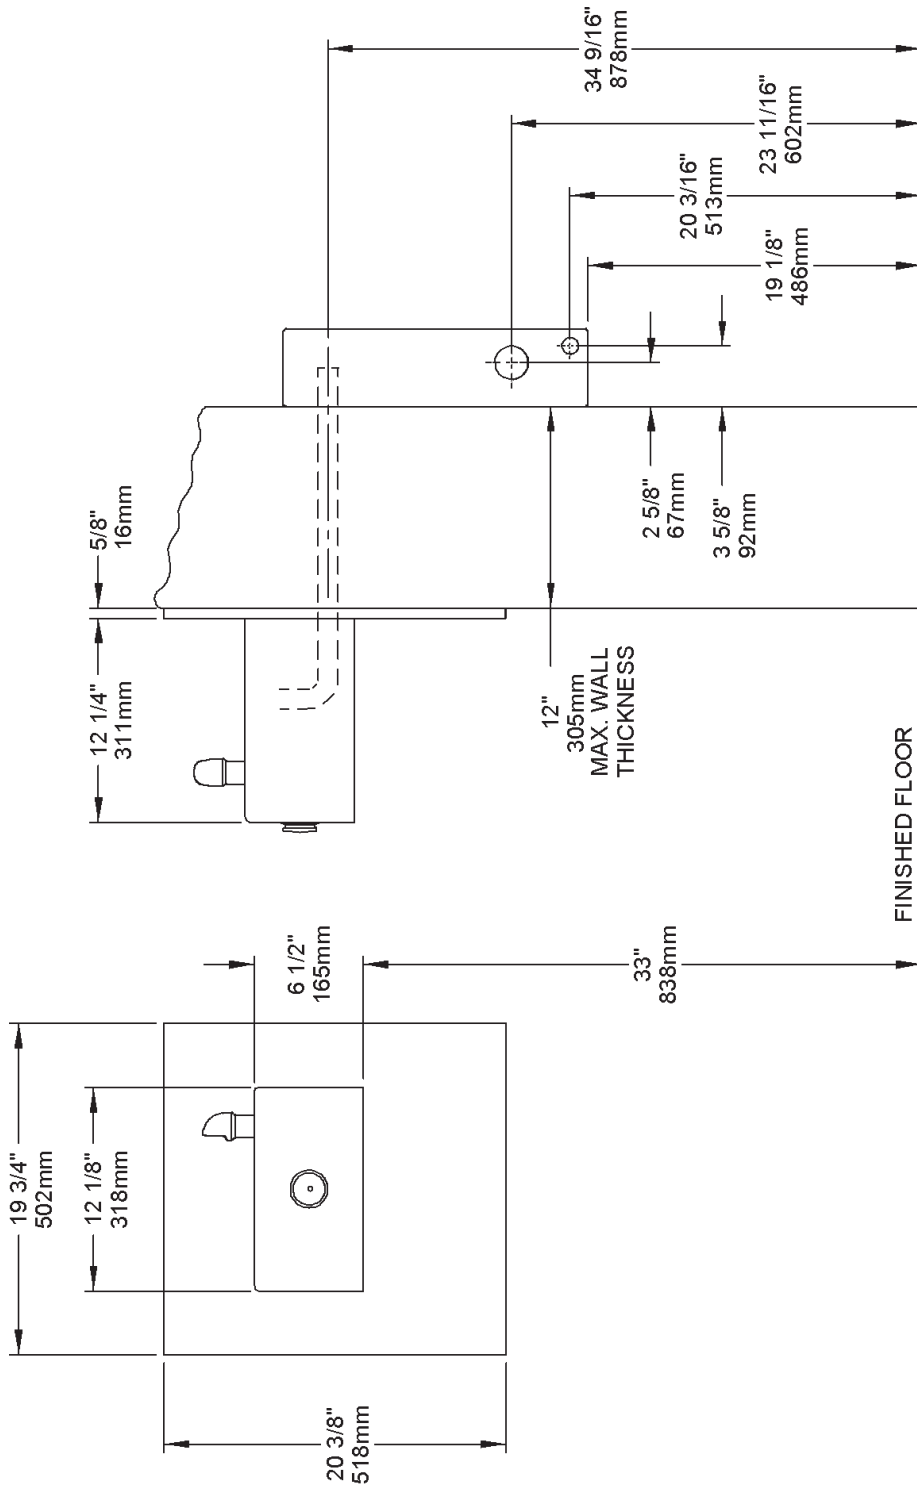 19 3/4"
502mm
12 1/8"
318mm
20 3/8"
518mm
6 1/2"
165mm
33"
838mm
12 1/4"
311mm
5/8"
16mm
12"
305mm
MAX. WALL
THICKNESS
2 5/8"
67mm
3 5/8"
92mm
19 1/8"
486mm
20 3/16"
513mm
23 11/16"
602mm
34 9/16"
878mm
FINISHED FLOOR